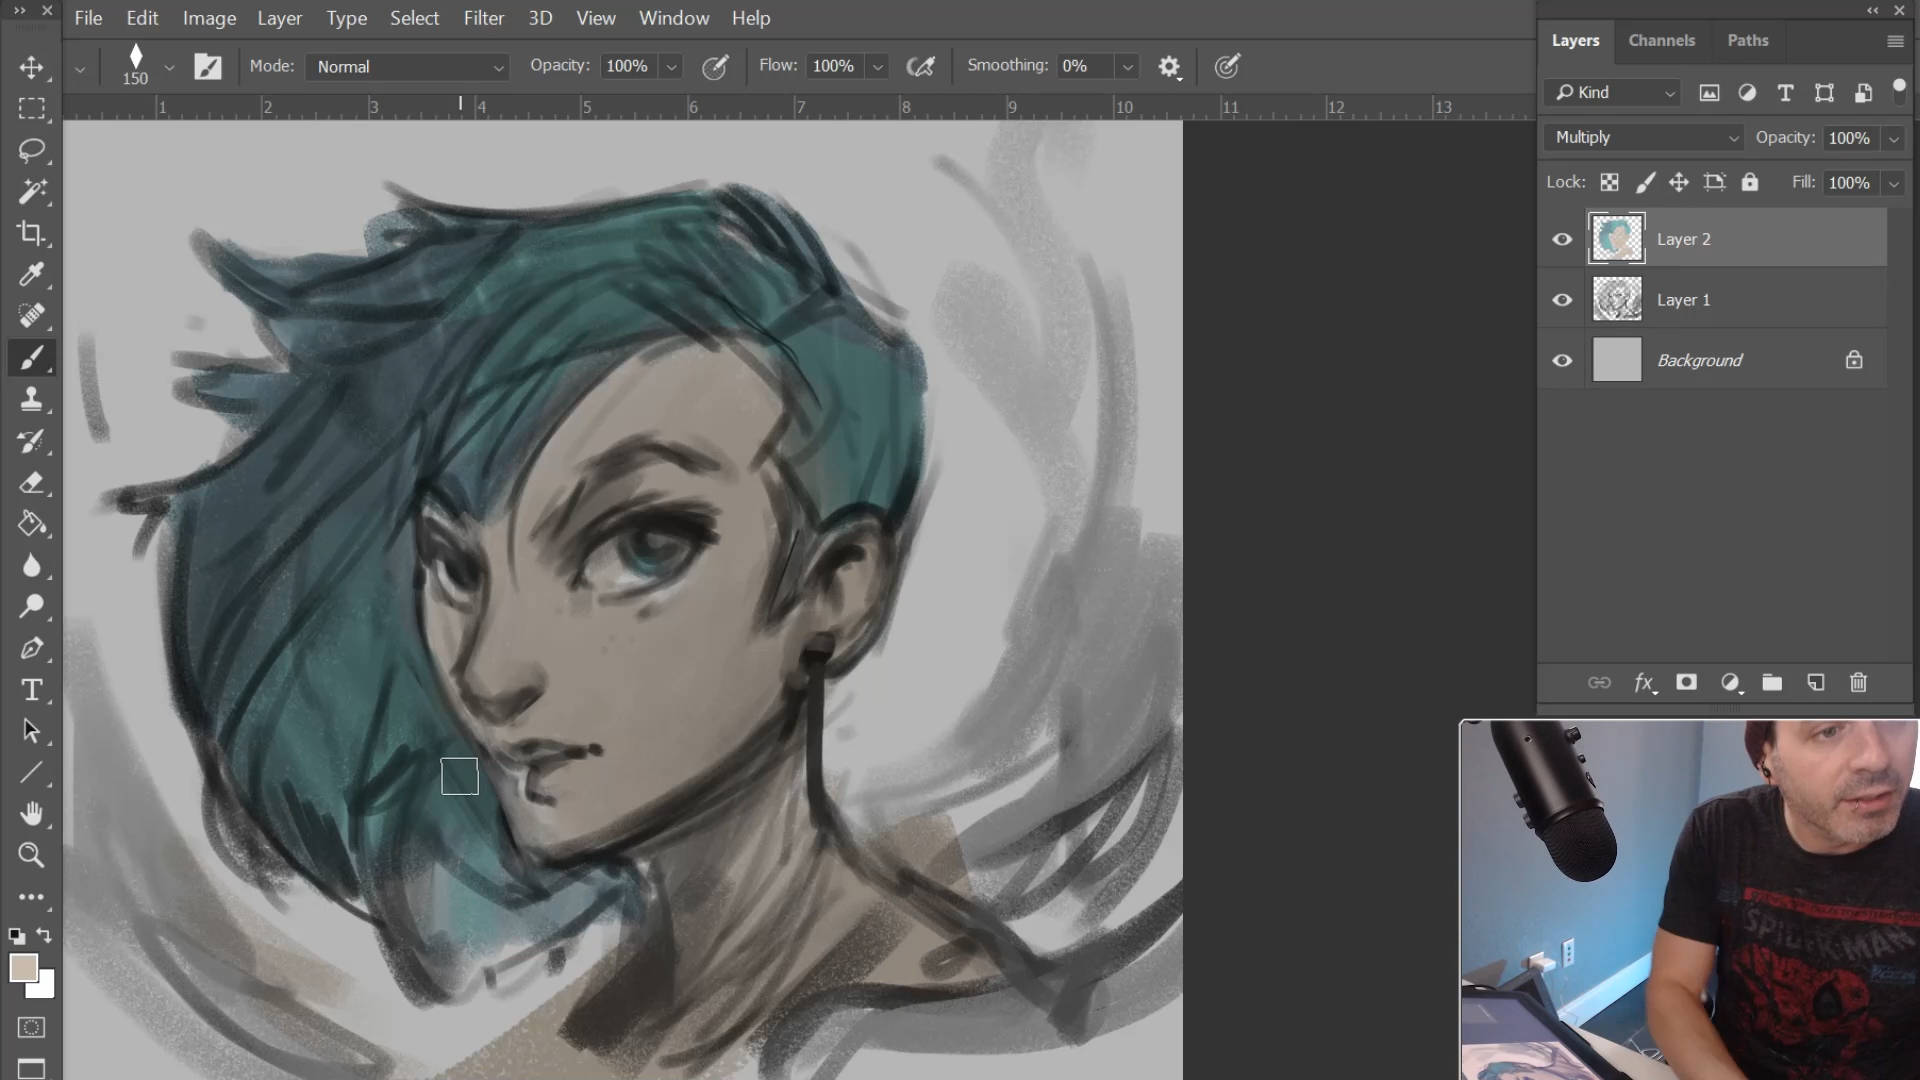 File Edit Image Layer Type Select Filter 3D View Window Help
150 Mode: Normal Opacity: 100% Flow: 100% Smoothing: 0%
1 2 3 4 5 6 7 8 9 10 11 12 13
Layers Channels Paths
Kind
Multiply Opacity: 100%
Lock: Fill: 100%
Layer 2
Layer 1
Background
SPIDER-MAN